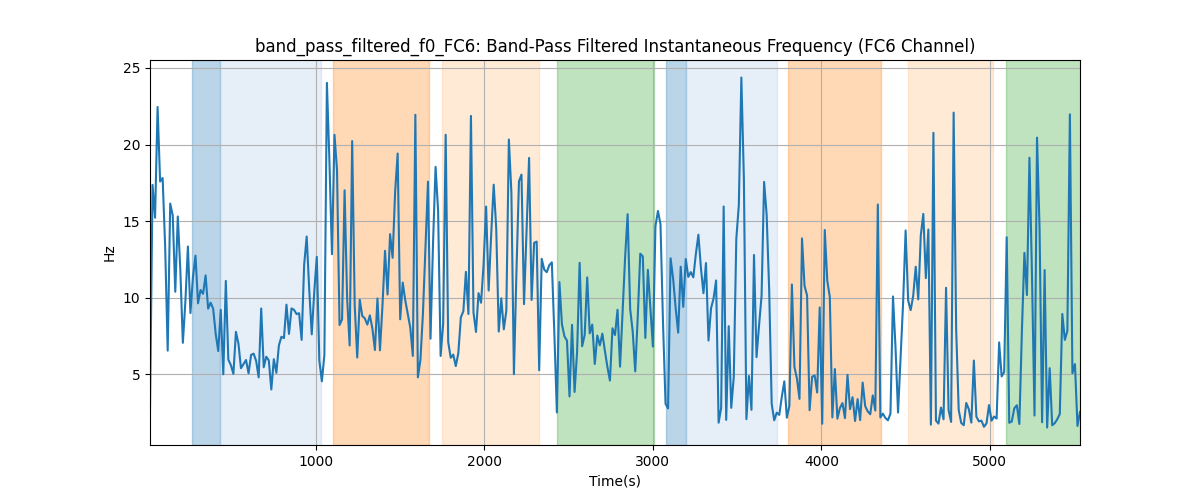 band_pass_filtered_f0_FC6: Band-Pass Filtered Instantaneous Frequency (FC6 Channel)
25
20
15
10
5
Hz
1000 2000 3000 4000 5000
Time(s)